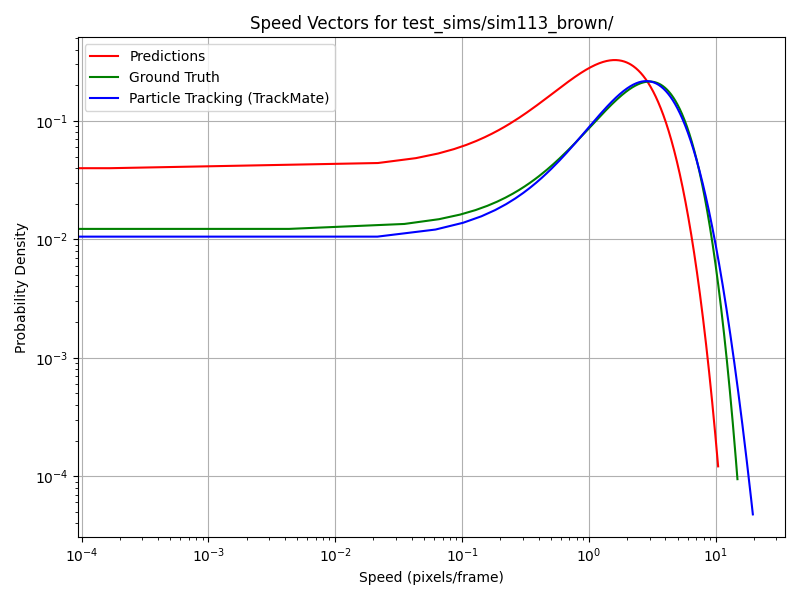 Speed Vectors for test_sims/sim113_brown/
Predictions
Ground Truth
Particle Tracking (TrackMate)
Probability Density
10⁻¹
10⁻²
10⁻³
10⁻⁴
10⁻⁴ 10⁻³ 10⁻² 10⁻¹ 10⁰ 10¹
Speed (pixels/frame)